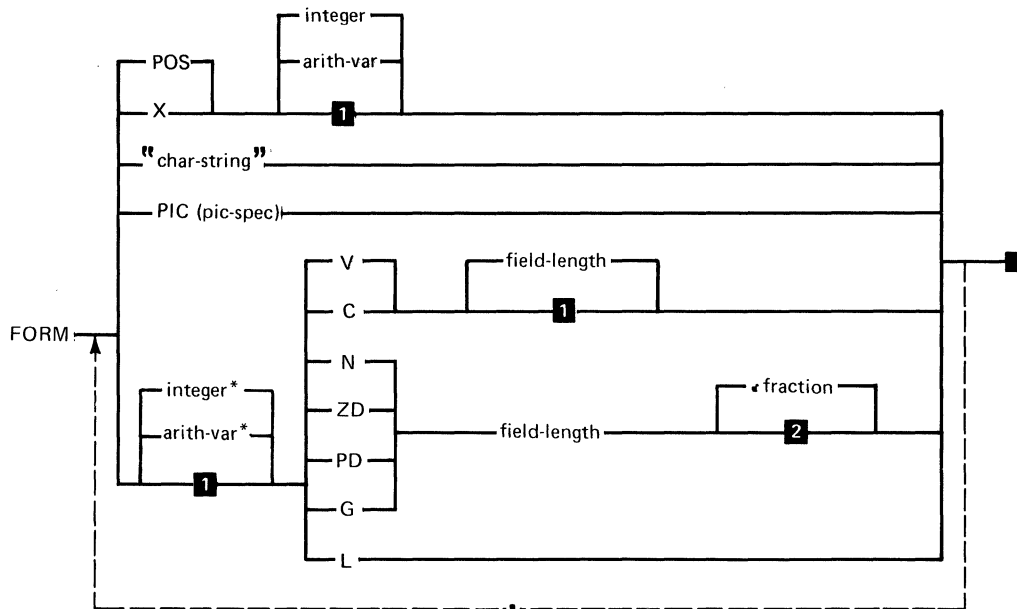 integer
POS
arith-var
X
1
"char-string"
PIC (pic-spec)
V
field-length
C
1
FORM
N
integer*
.fraction
ZD
arith-var*
field-length
2
PD
1
G
L